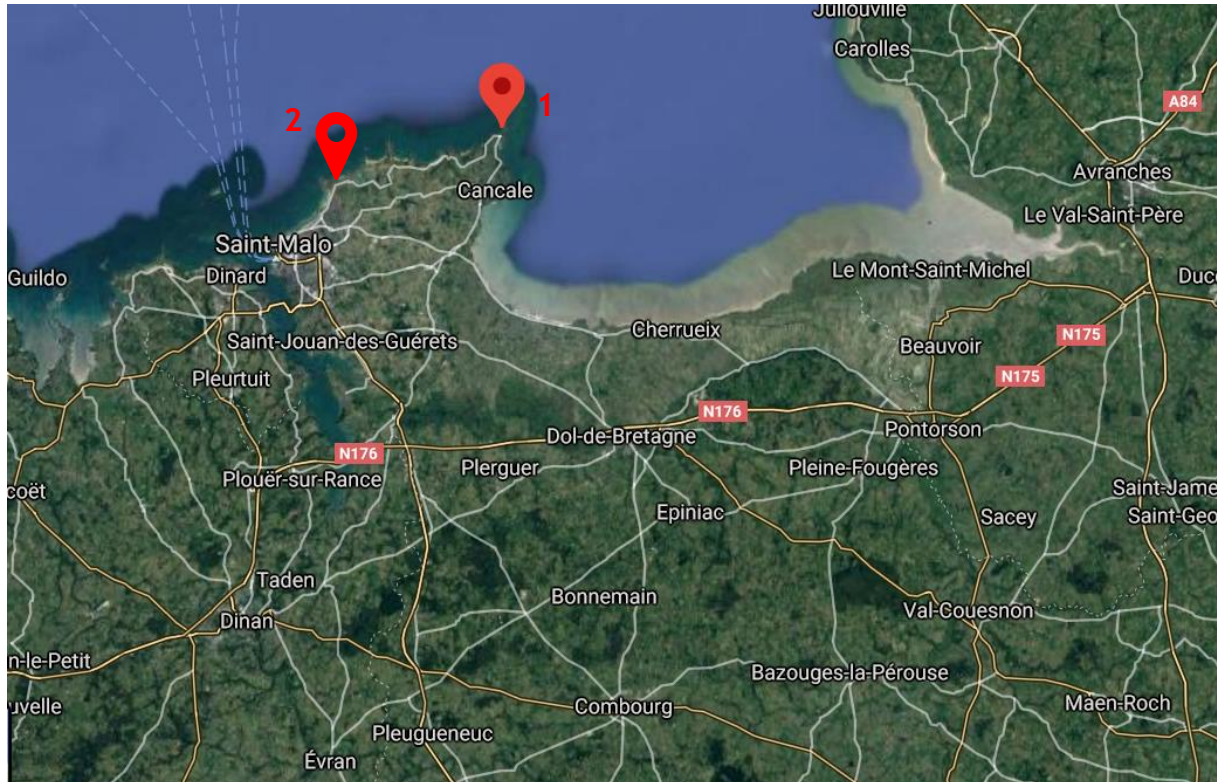 Jullouville
Carolles
A84
1
2
Avranches
Cancale
Le Val-Saint-Père
Saint-Malo
Guildo
Dinard
Le Mont-Saint-Michel
Duce
Cherrueix
Saint-Jouan-des-Guérets
N175
Beauvoir
Pleurtuit
N175
N176
Dol-de-Bretagne
Pontorson
N176
Plerguer
Pleine-Fougères
Plouër-sur-Rance
coët
Saint-Jame
Epiniac
Sacey
Saint-Geo
Taden
Bonnemain
Dinan
Val-Couesnon
n-le-Petit
Bazouges-la-Pérouse
uvelle
Combourg
Maen-Roch
Pleugueneuc
Évran